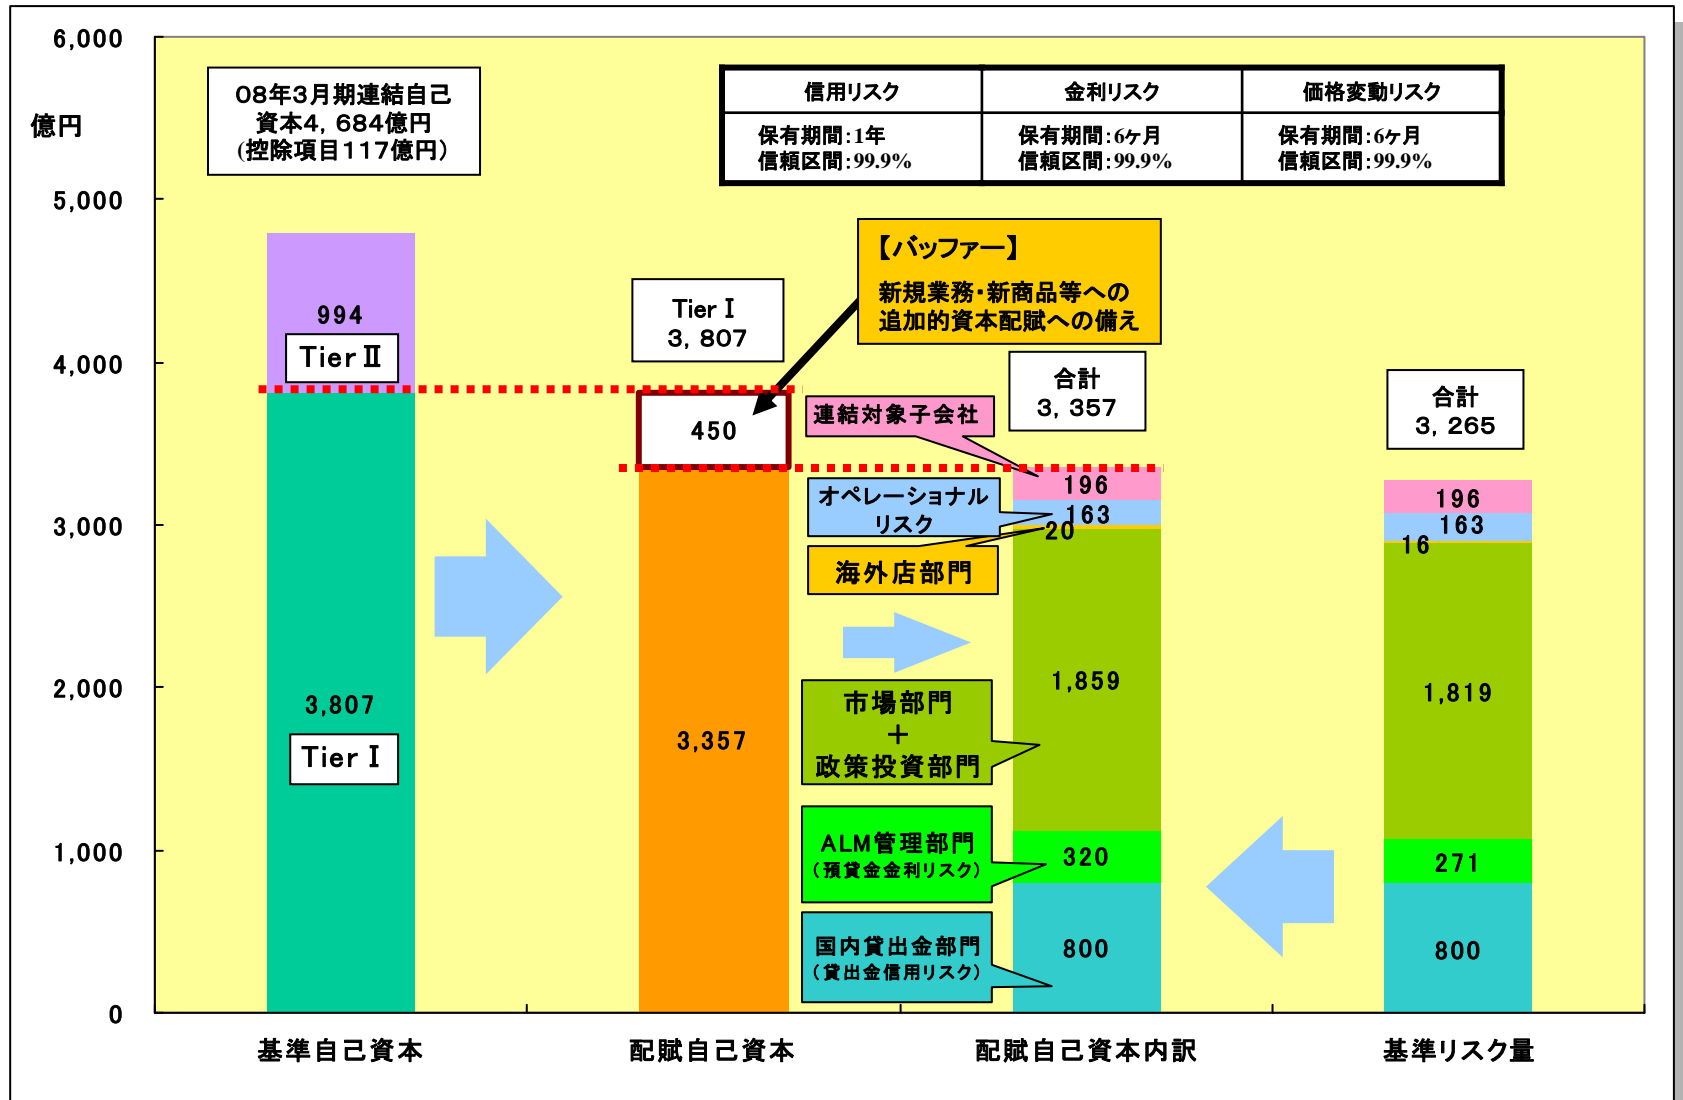 6,000
億円
5,000
4,000
3,000
2,000
1,000
0
08年3月期連結自己
資本4,684億円
(控除項目117億円)
信用リスク 金利リスク 価格変動リスク
保有期間:1年 保有期間:6ヶ月 保有期間:6ヶ月
信頼区間:99.9% 信頼区間:99.9% 信頼区間:99.9%
【バッファー】
新規業務・新商品等への
追加的資本配賦への備え
994
TierⅡ
3,807
TierⅠ
TierⅠ
3,807
450
3,357
合計
3,357
連結対象子会社
196
オペレーショナル
リスク
163
20
海外店部門
市場部門
+
政策投資部門
1,859
ALM管理部門
(預貸金金利リスク)
320
国内貸出金部門
(貸出金信用リスク)
800
合計
3,265
196
163
16
1,819
271
800
基準自己資本
配賦自己資本
配賦自己資本内訳
基準リスク量